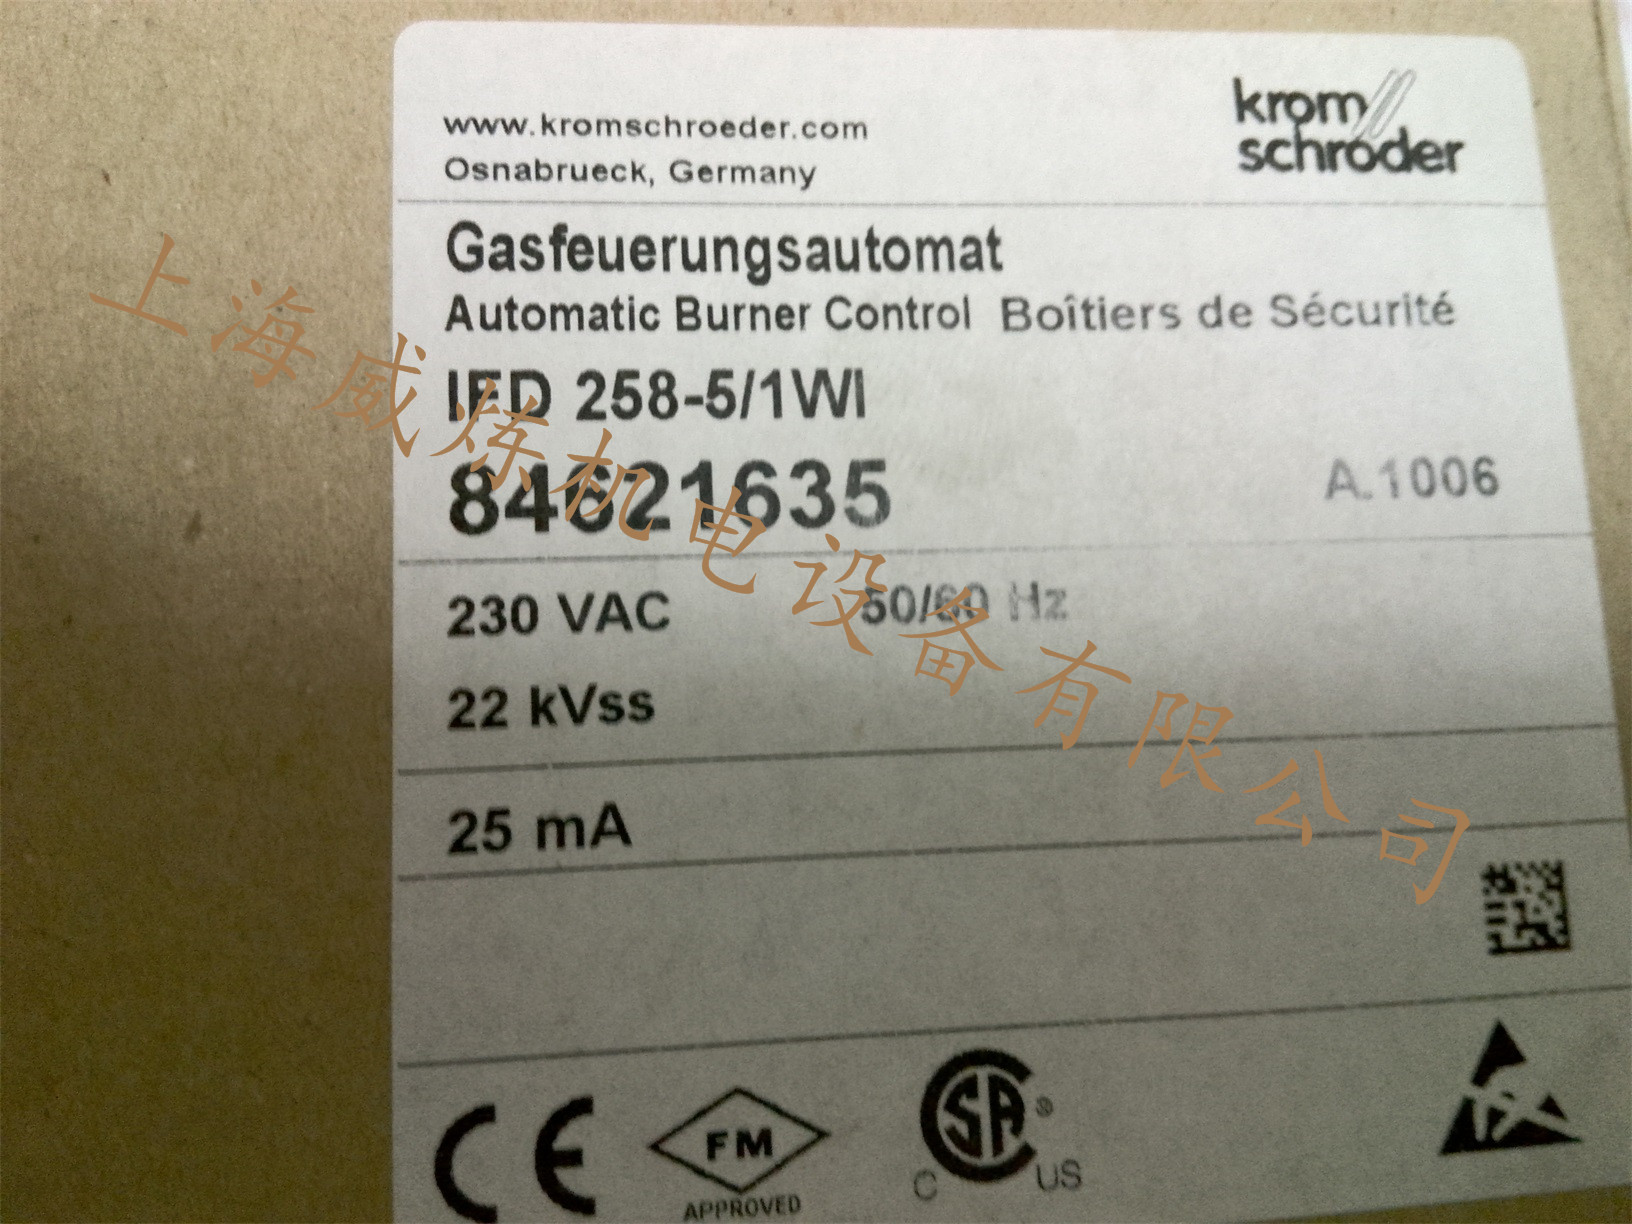 www.kromschroeder.com
Osnabrueck, Germany
krom
schröder
Gasfeuerungsautomat
Automatic Burner Control Boîtiers de Sécurité
IFD 258-5/1WI
84621635
A.1006
230 VAC 50/60 Hz
22 kVss
25 mA
CE
FM
APPROVED
CSA ®
C US
上海威炼机电设备有限公司